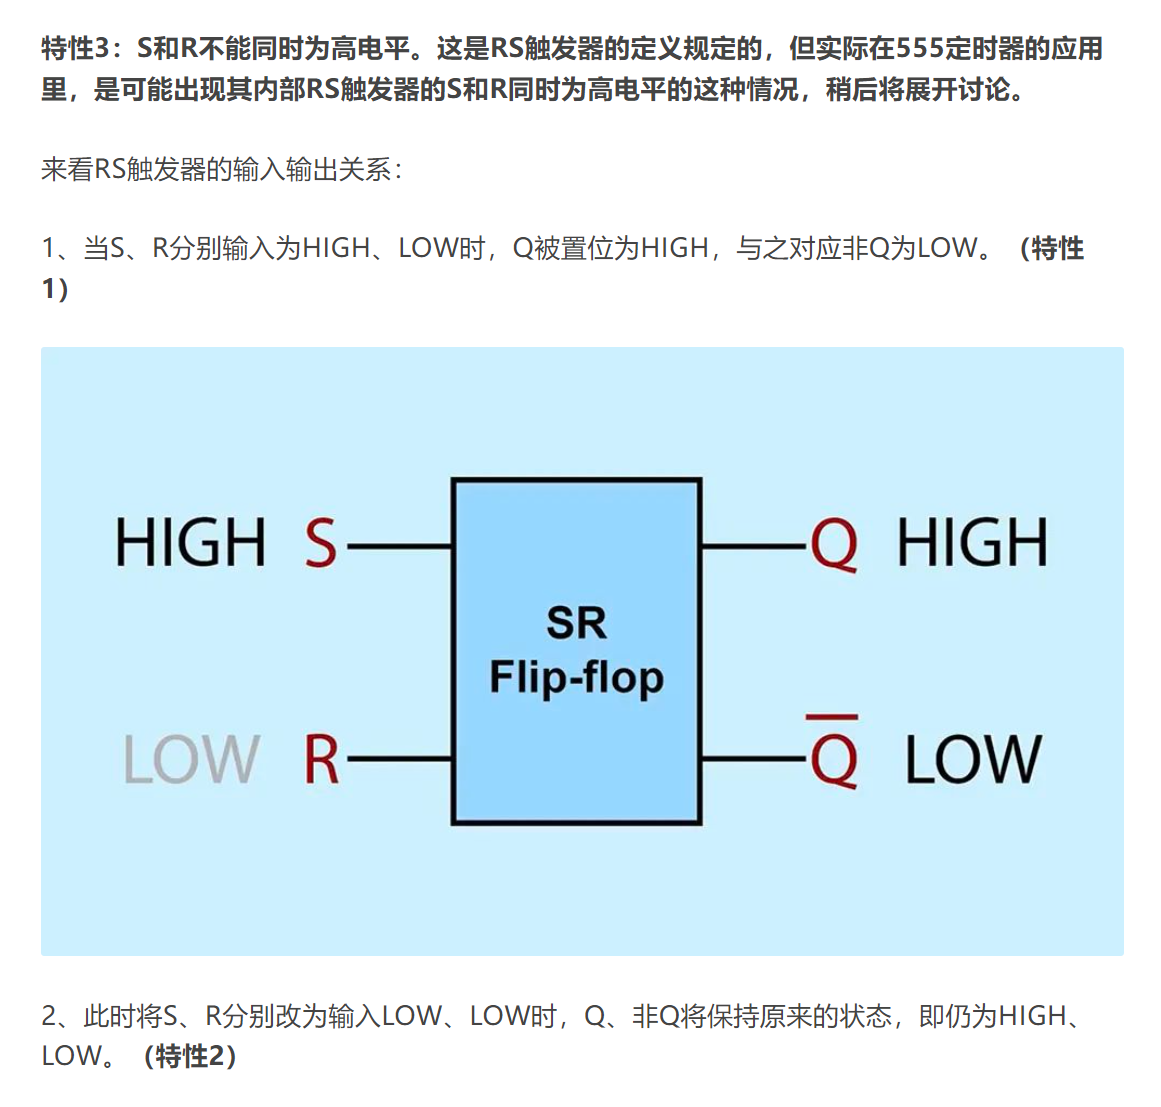 特性3：S和R不能同时为高电平。这是RS触发器的定义规定的，但实际在555定时器的应用
里，是可能出现其内部RS触发器的S和R同时为高电平的这种情况，稍后将展开讨论。
来看RS触发器的输入输出关系：
1、当S、R分别输入为HIGH、LOW时，Q被置位为HIGH，与之对应非Q为LOW。（特性
1）
HIGH S Q HIGH
SR
Flip-flop
LOW R Q̅ LOW
2、此时将S、R分别改为输入LOW、LOW时，Q、非Q将保持原来的状态，即仍为HIGH、
LOW。（特性2）